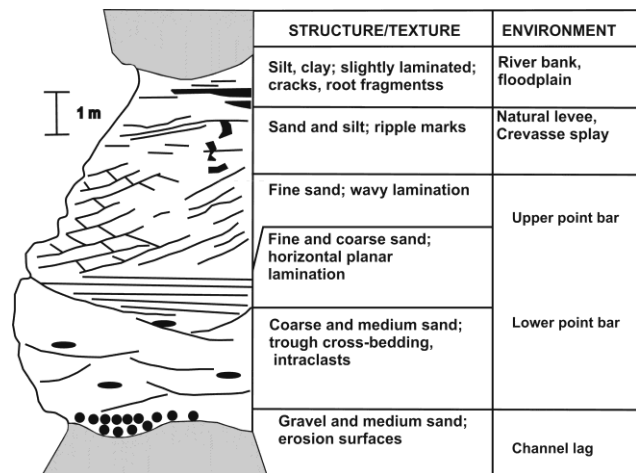 STRUCTURE/TEXTURE
ENVIRONMENT
Silt, clay; slightly laminated;
cracks, root fragmentss
River bank,
floodplain
1 m
Sand and silt; ripple marks
Natural levee,
Crevasse splay
Fine sand; wavy lamination
Upper point bar
Fine and coarse sand;
horizontal planar
lamination
Coarse and medium sand;
trough cross-bedding,
intraclasts
Lower point bar
Gravel and medium sand;
erosion surfaces
Channel lag